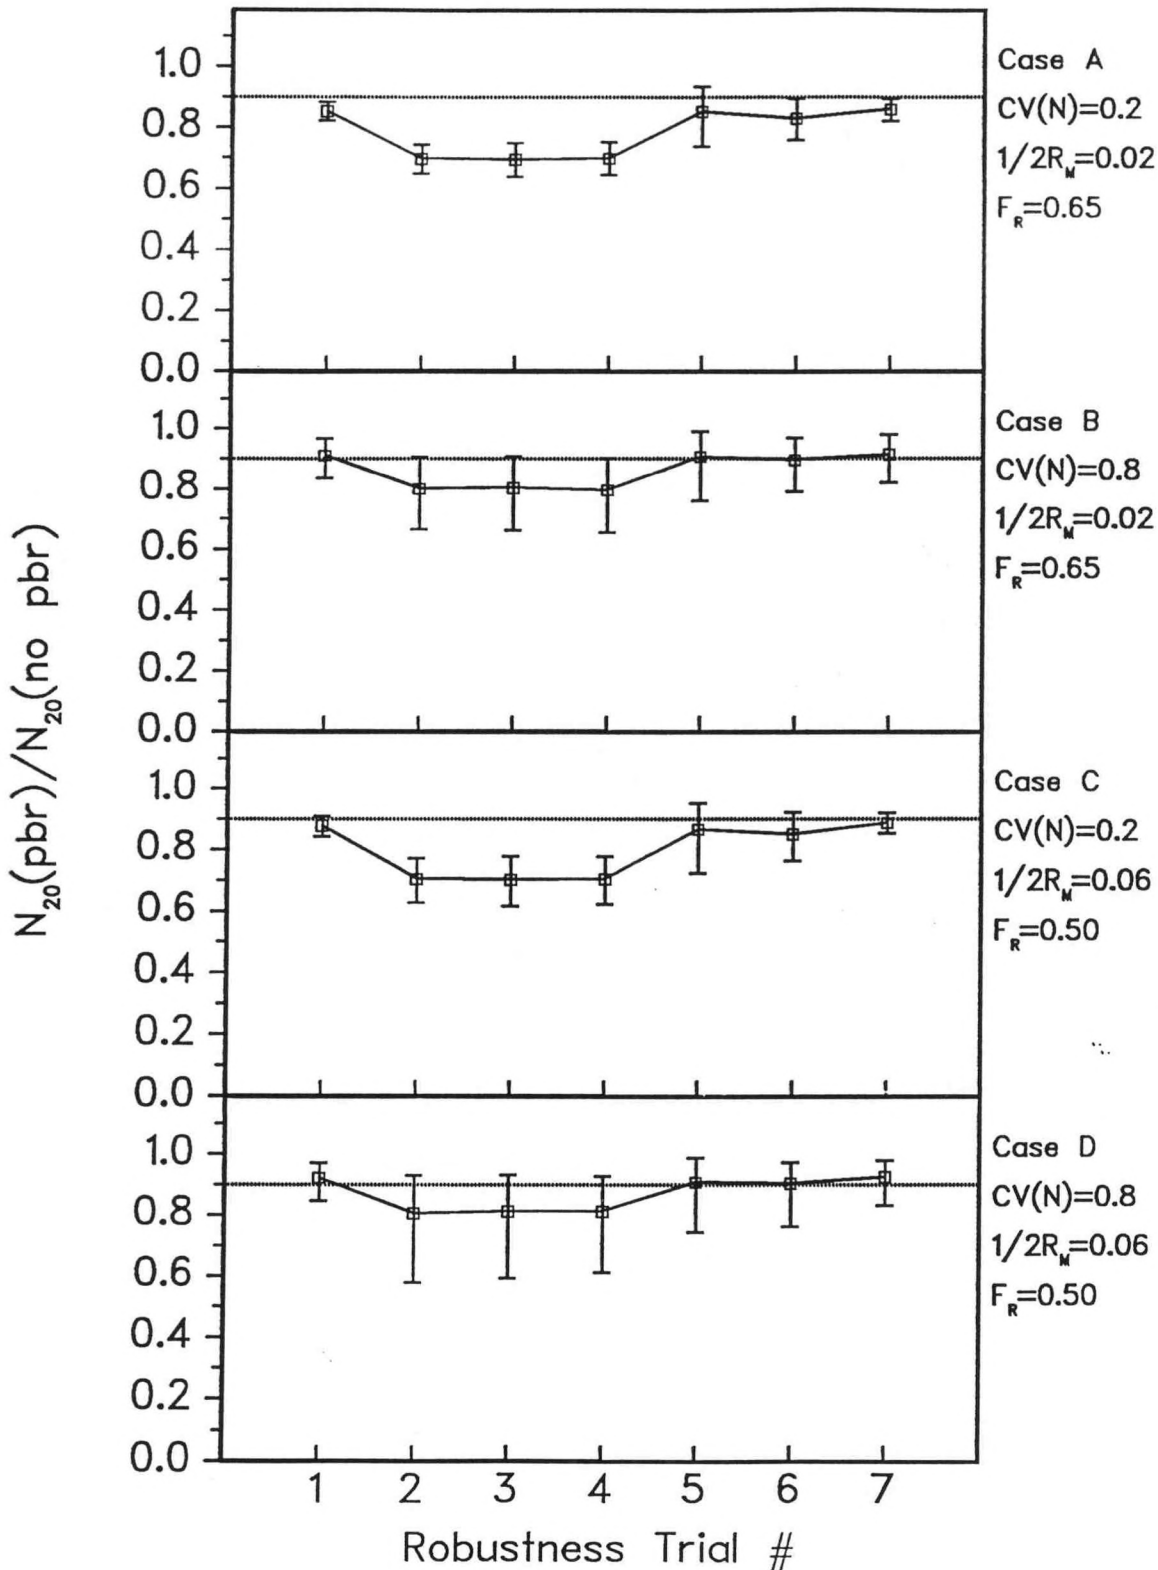 1.0
0.8
0.6
0.4
0.2
0.0
Case A
CV(N)=0.2
1/2R_M=0.02
F_R=0.65
1.0
0.8
0.6
0.4
0.2
0.0
Case B
CV(N)=0.8
1/2R_M=0.02
F_R=0.65
1.0
0.8
0.6
0.4
0.2
0.0
Case C
CV(N)=0.2
1/2R_M=0.06
F_R=0.50
1.0
0.8
0.6
0.4
0.2
0.0
Case D
CV(N)=0.8
1/2R_M=0.06
F_R=0.50
N₂₀(pbr)/N₂₀(no pbr)
1 2 3 4 5 6 7
Robustness Trial #